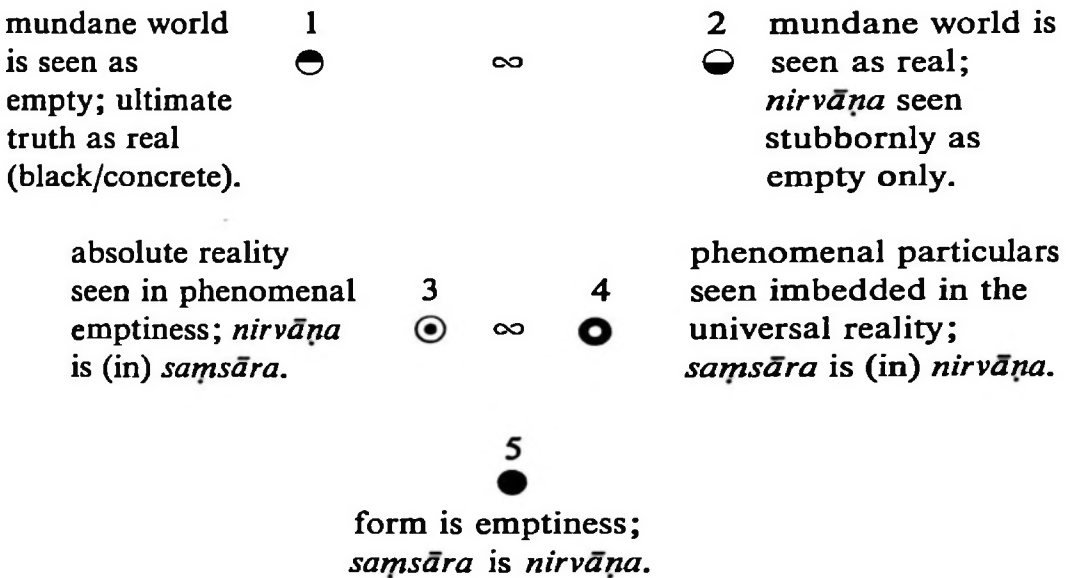 mundane world
is seen as
empty; ultimate
truth as real
(black/concrete).
1
∞
2
mundane world is
seen as real;
nirvāṇa seen
stubbornly as
empty only.
absolute reality
seen in phenomenal
emptiness; nirvāṇa
is (in) saṃsāra.
3
∞
4
phenomenal particulars
seen imbedded in the
universal reality;
saṃsāra is (in) nirvāṇa.
5
form is emptiness;
saṃsāra is nirvāṇa.